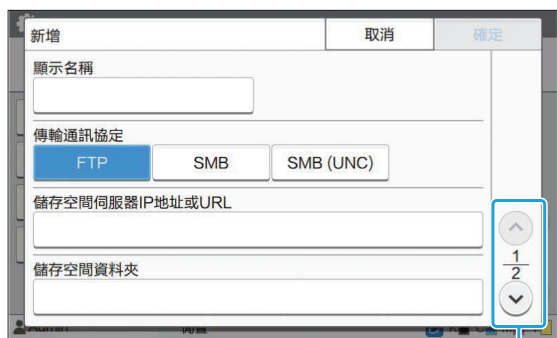 新增
取消
確定
顯示名稱
傳輸通訊協定
FTP
SMB
SMB (UNC)
儲存空間伺服器IP地址或URL
1
2
儲存空間資料夾
Admin